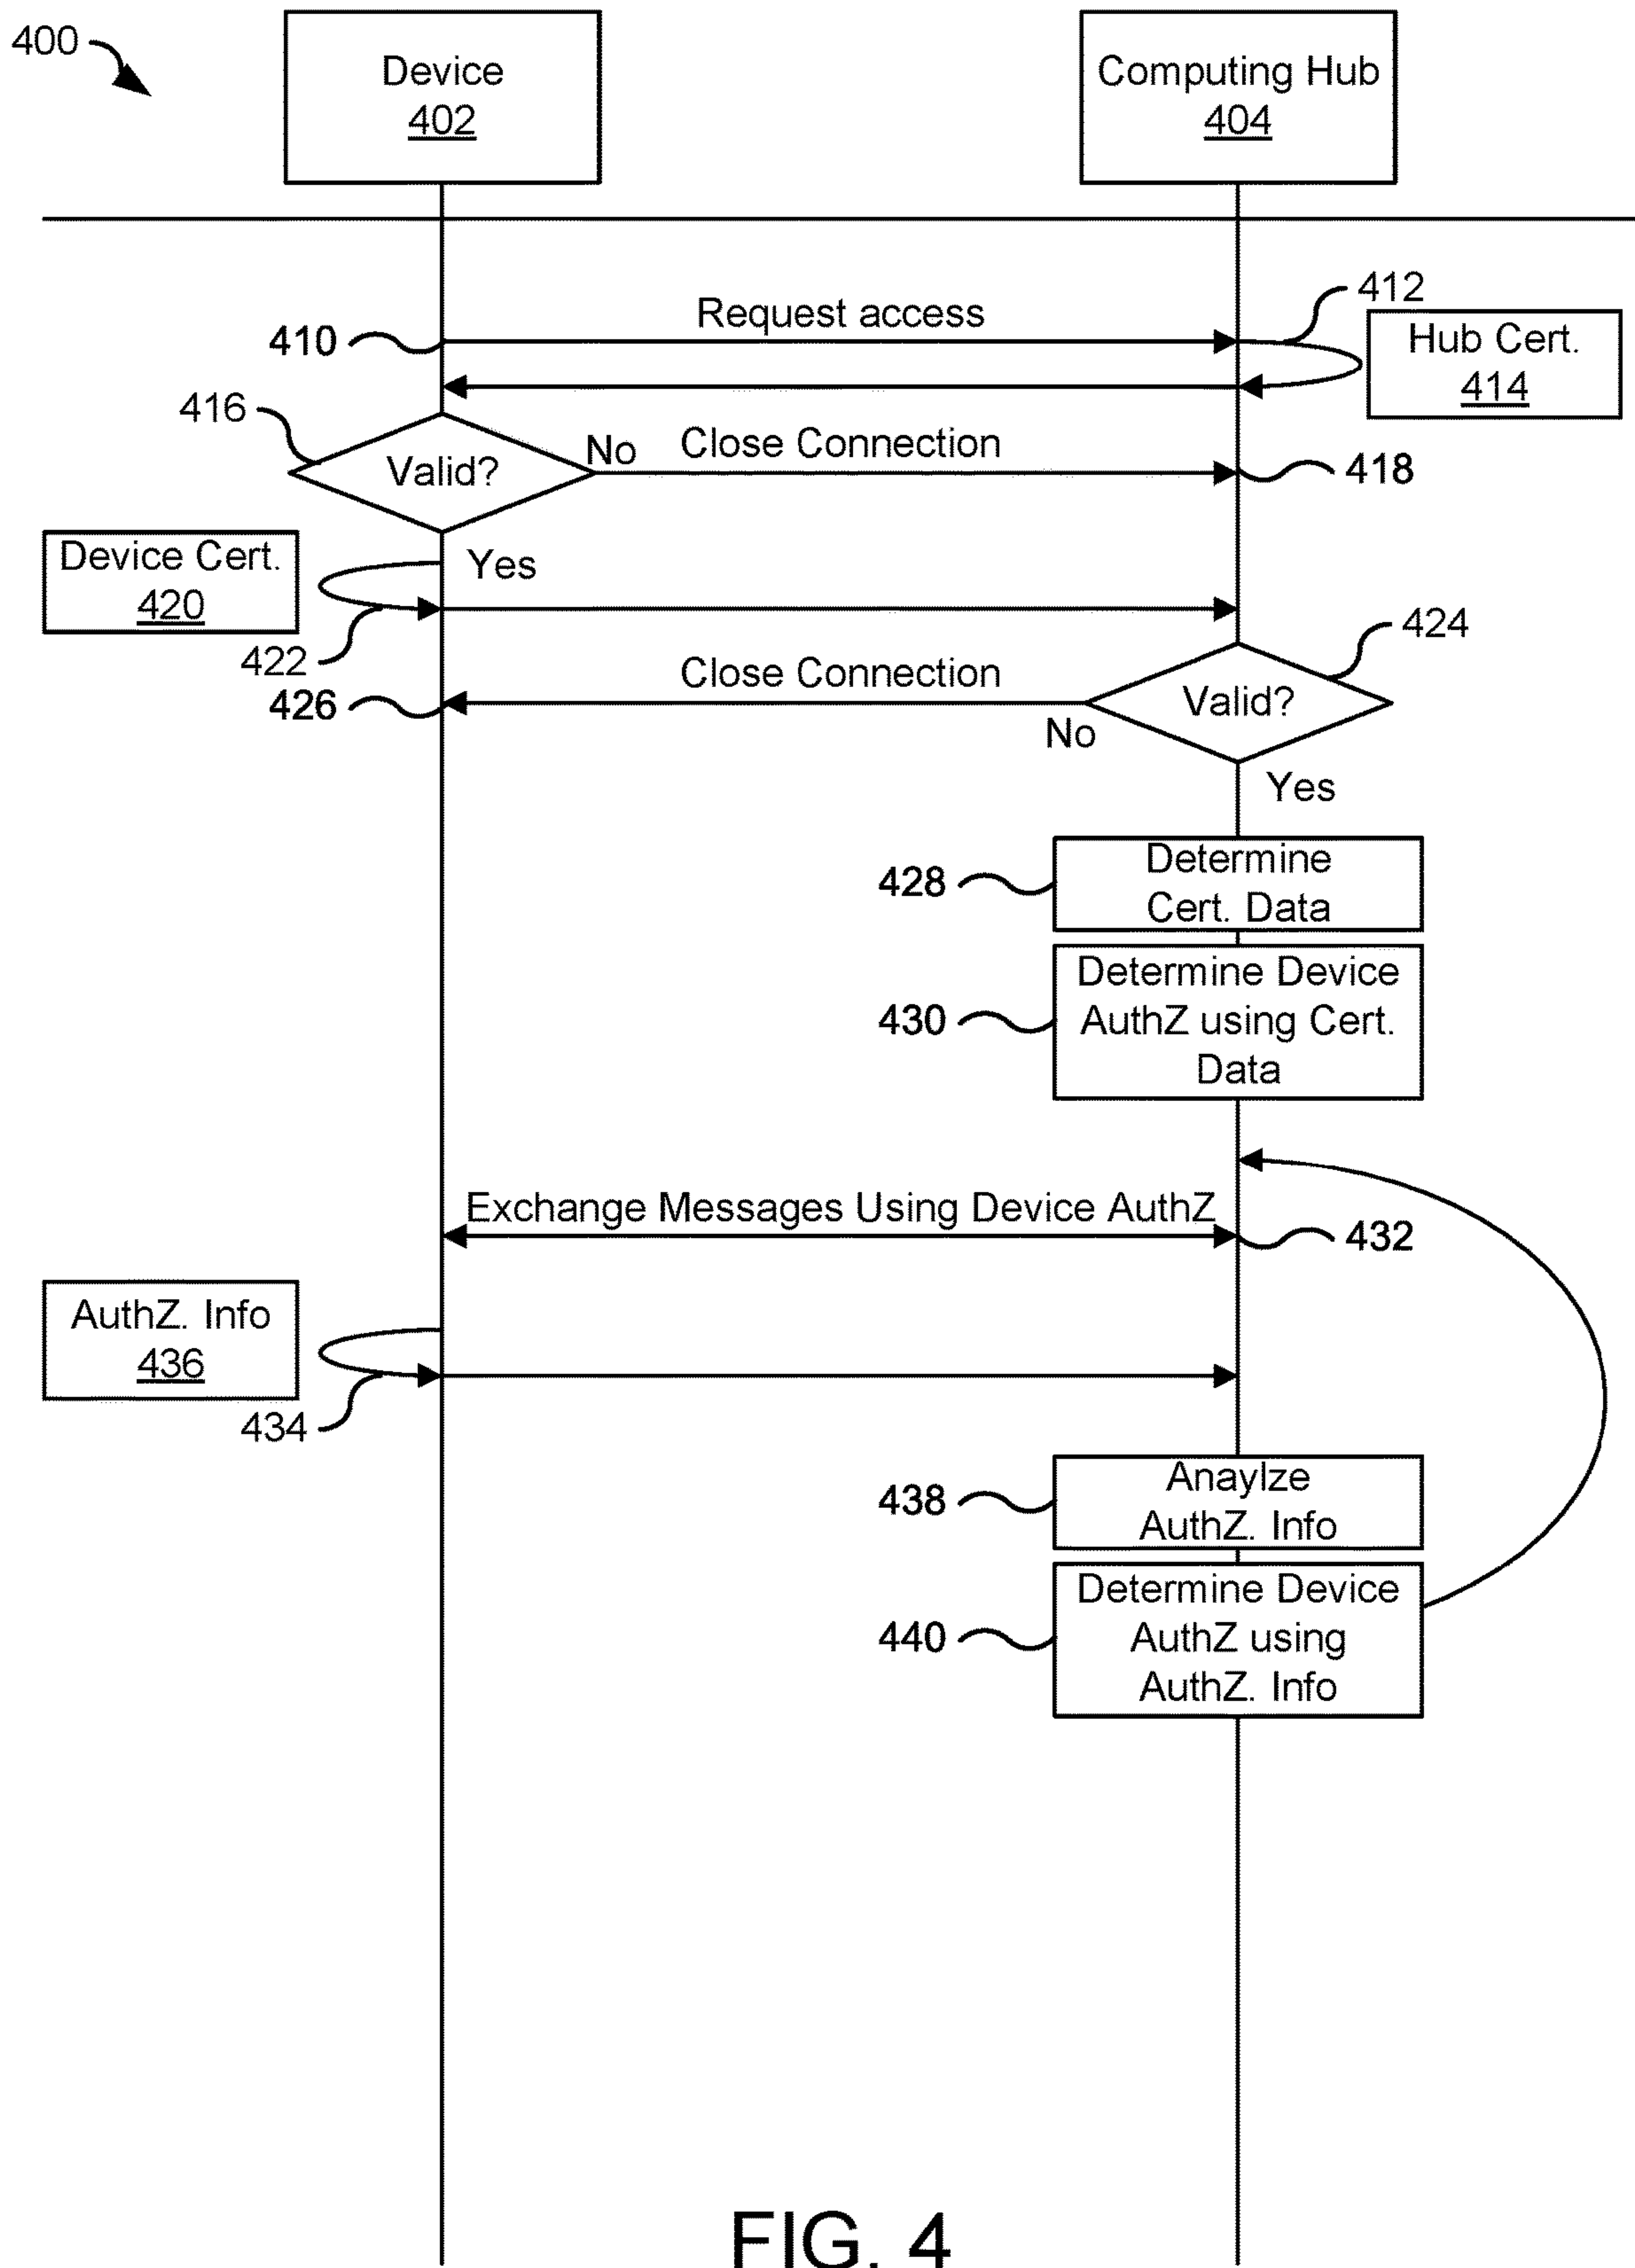 400
Device
402
Computing Hub
404
Request access
410
412
Hub Cert.
414
416
Valid?
No
Close Connection
418
Device Cert.
420
Yes
422
424
Close Connection
426
Valid?
No
Yes
428
Determine
Cert. Data
430
Determine Device
AuthZ using Cert.
Data
Exchange Messages Using Device AuthZ
432
AuthZ. Info
436
434
438
Anaylze
AuthZ. Info
440
Determine Device
AuthZ using
AuthZ. Info
FIG. 4